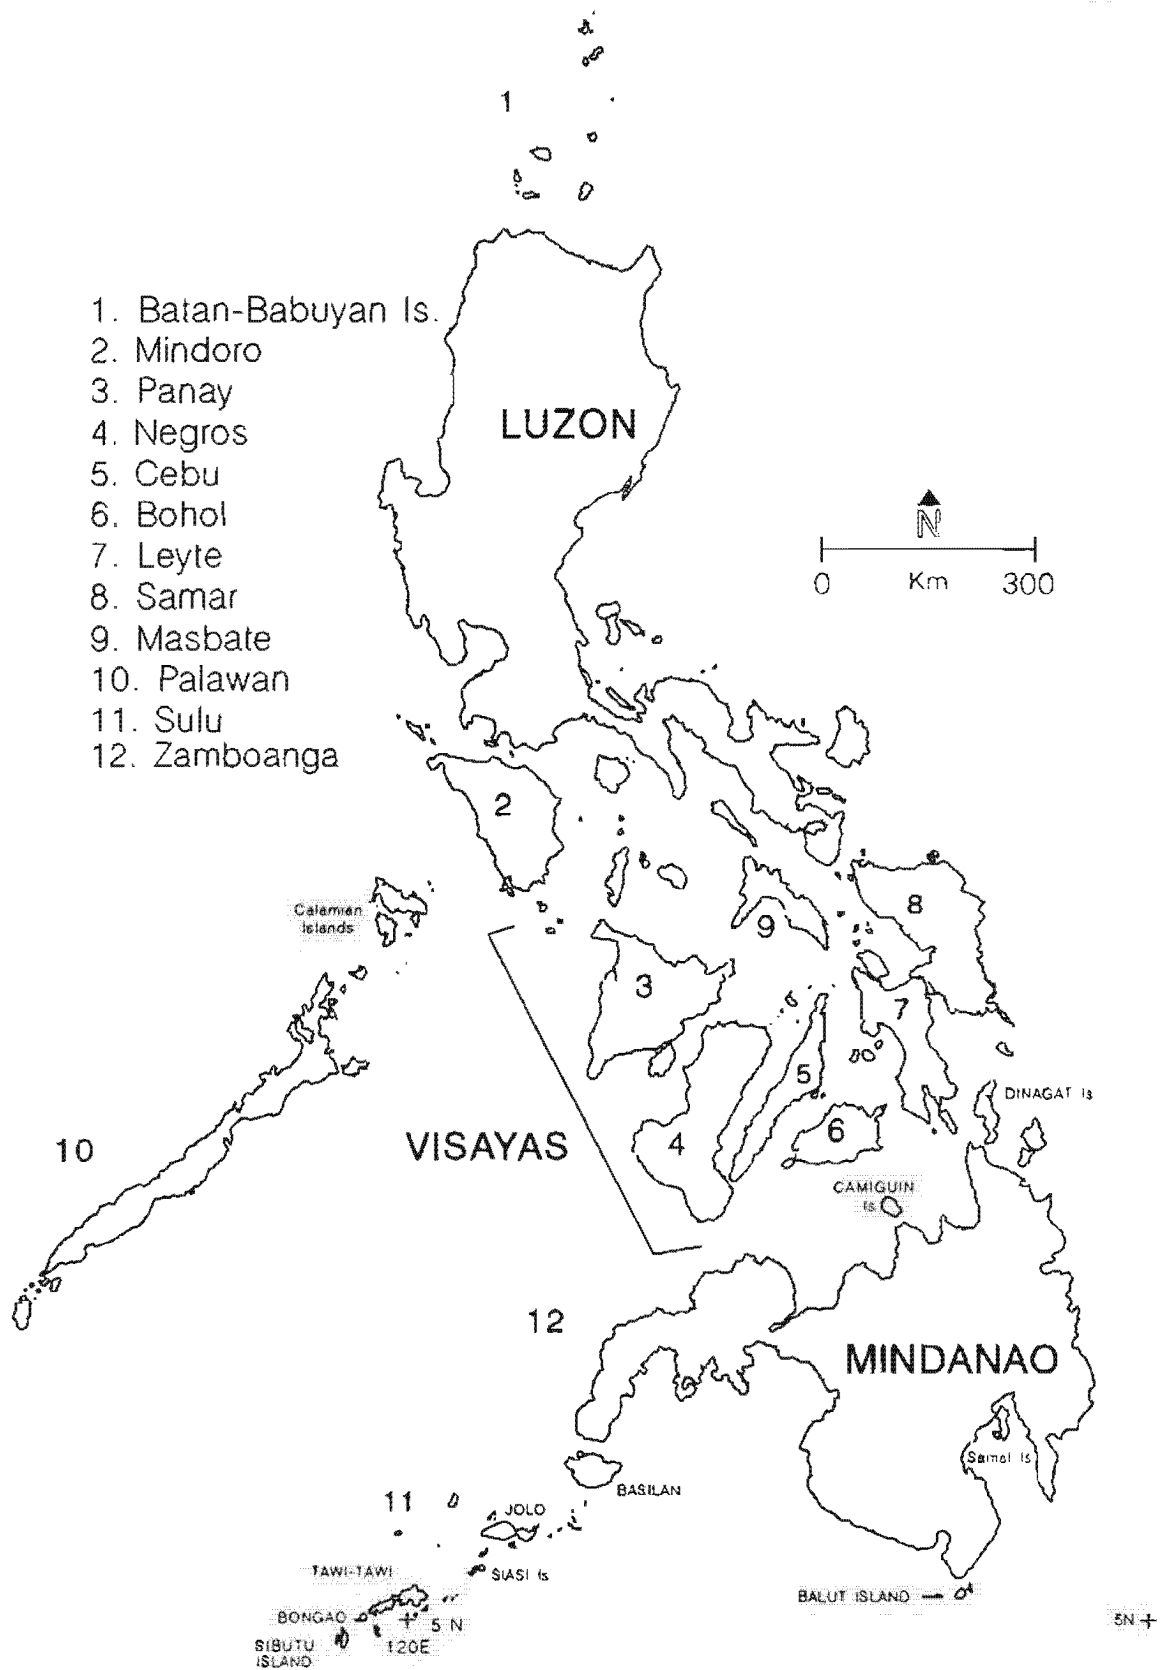 1
1. Batan-Babuyan Is.
2. Mindoro
3. Panay
4. Negros
5. Cebu
6. Bohol
7. Leyte
8. Samar
9. Masbate
10. Palawan
11. Sulu
12. Zamboanga
LUZON
N
0 Km 300
2
8
9
Calamian
Islands
3
7
5
DINAGAT Is
10
VISAYAS
4
6
CAMIGUIN
Is
12
MINDANAO
Samal Is
BASILAN
11
JOLO
TAWI-TAWI
SIASI Is
BALUT ISLAND
BONGAO
5 N
5N
SIBUTU
ISLAND
120E